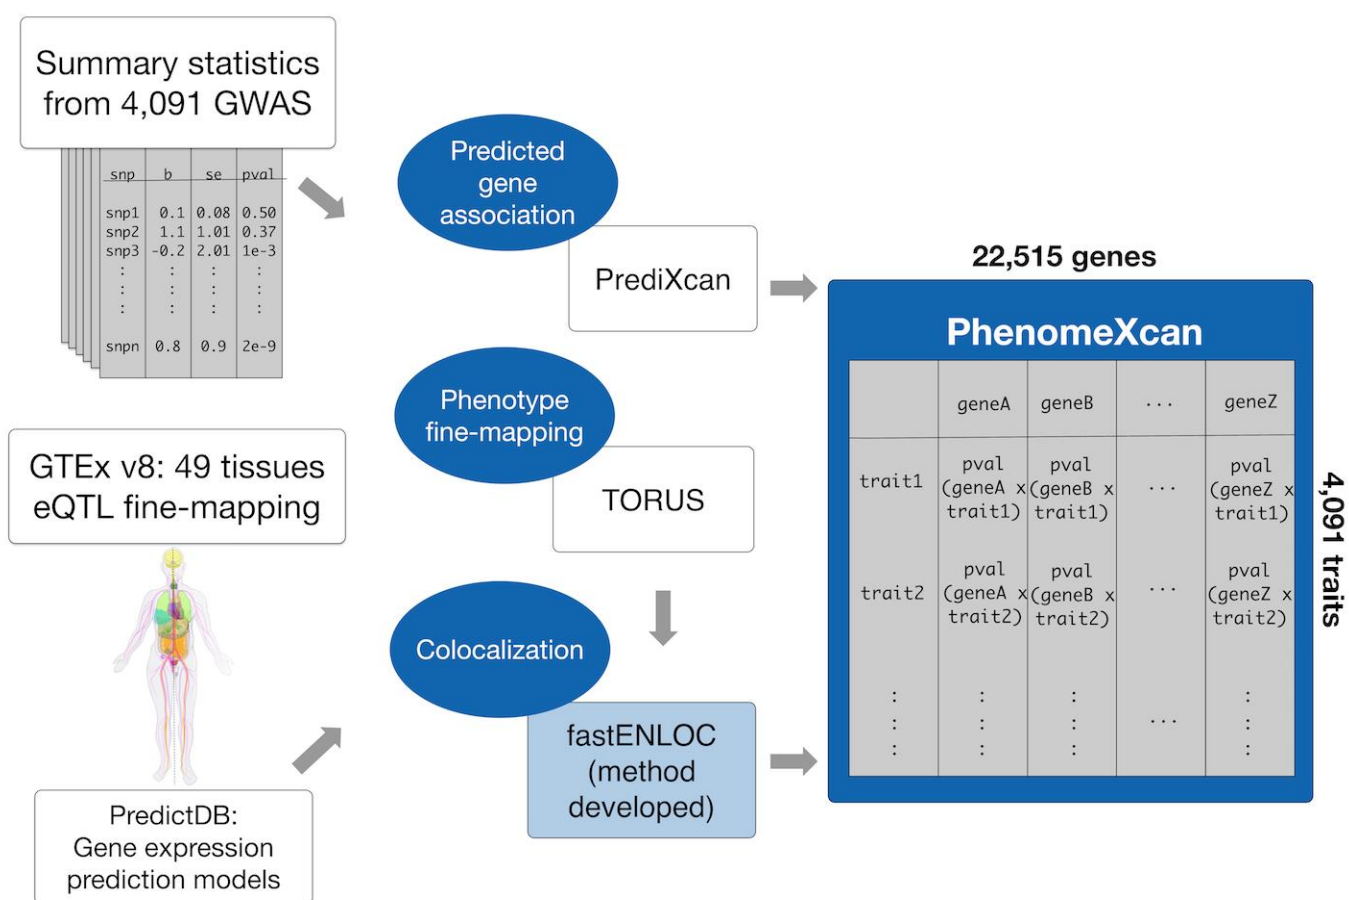 Summary statistics
from 4,091 GWAS
snp b se pval
snp1 0.1 0.08 0.50
snp2 1.1 1.01 0.37
snp3 -0.2 2.01 1e-3
: : : :
: : : :
: : : :
snpn 0.8 0.9 2e-9
GTEx v8: 49 tissues
eQTL fine-mapping
PredictDB:
Gene expression
prediction models
Predicted
gene
association
PrediXcan
Phenotype
fine-mapping
TORUS
Colocalization
fastENLOC
(method
developed)
22,515 genes
PhenomeXcan
geneA geneB ... geneZ
trait1 pval pval ... pval
(geneA x (geneB x (geneZ x
trait1) trait1) trait1)
trait2 pval pval ... pval
(geneA x (geneB x (geneZ x
trait2) trait2) trait2)
: : : ... :
: : : :
: : : :
4,091 traits